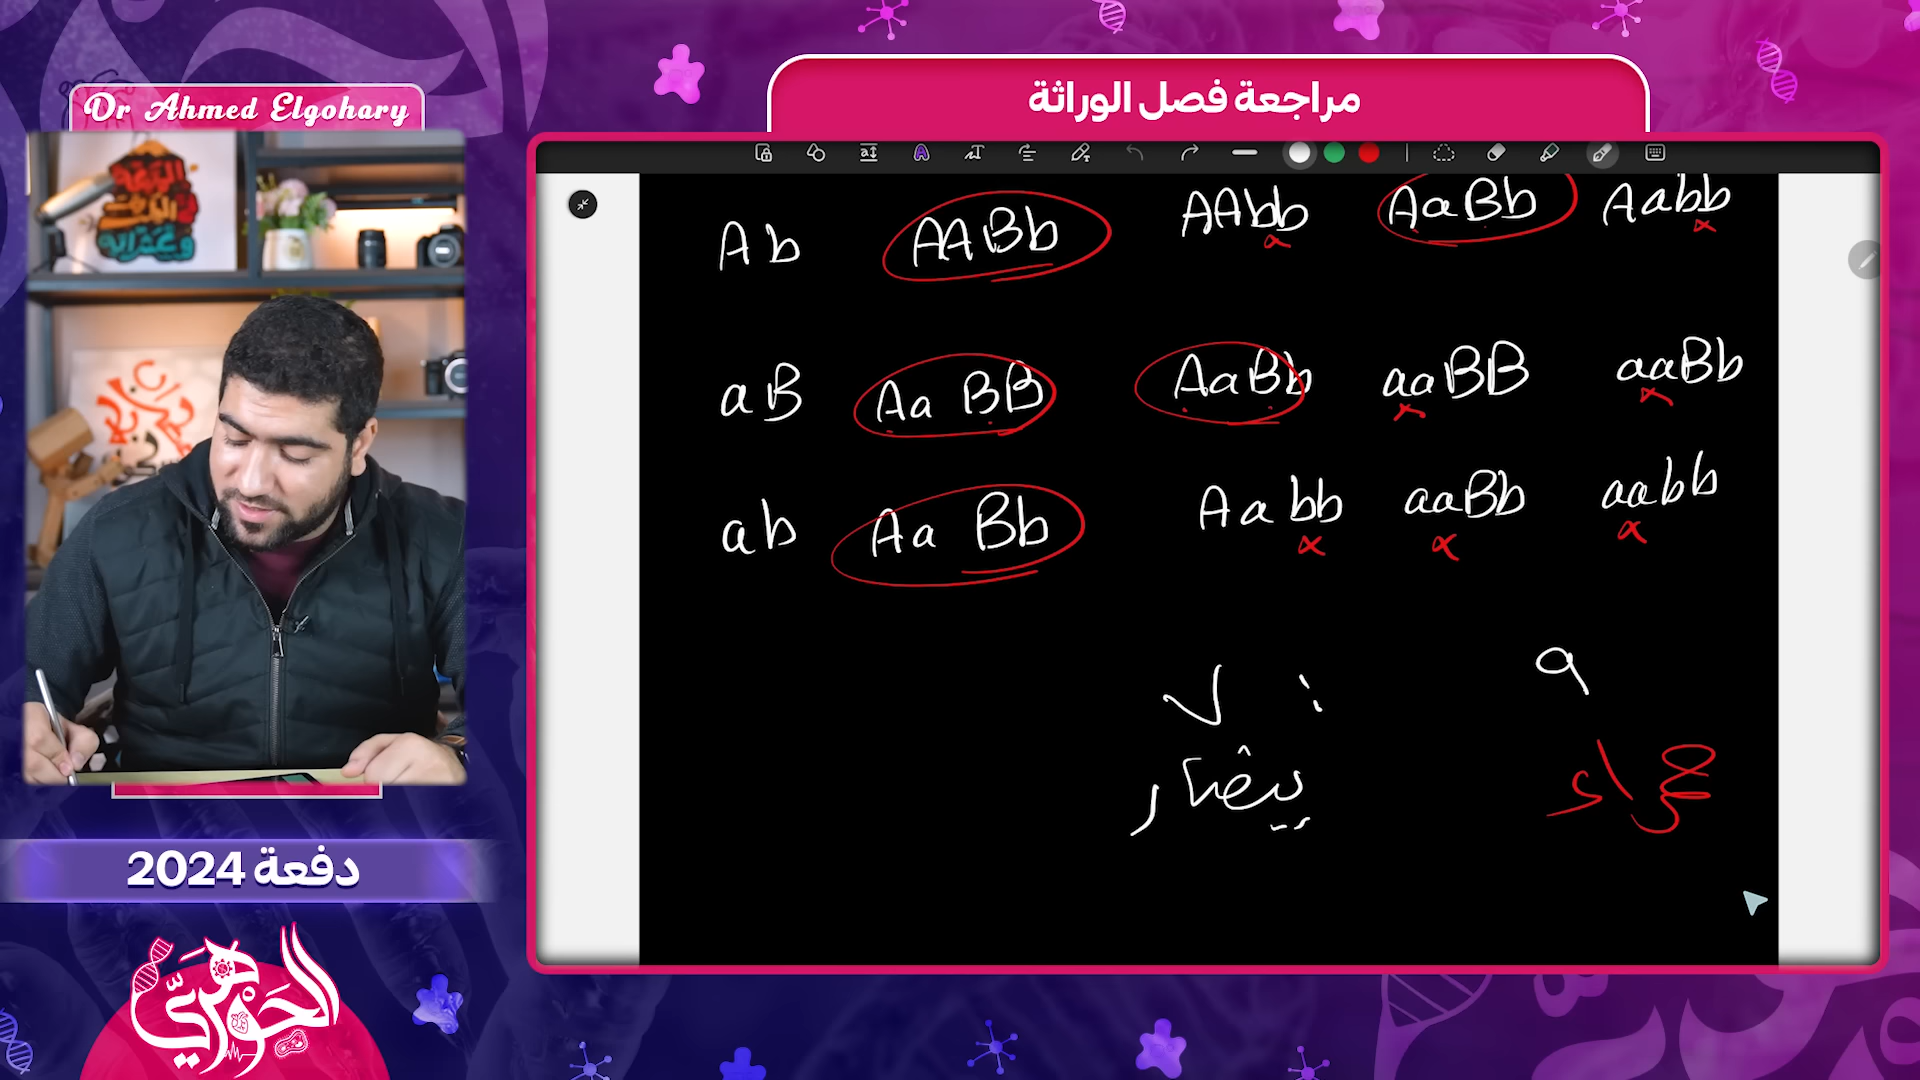 Dr Ahmed Elgohary
مراجعة فصل الوراثة
Ab AABb AAbb AaBb Aabb
aB AaBB AaBb aaBB aaBb
ab AaBb Aabb aaBb aabb
٩ : ٧
حمراء بيضاء
دفعة 2024
الجوهري